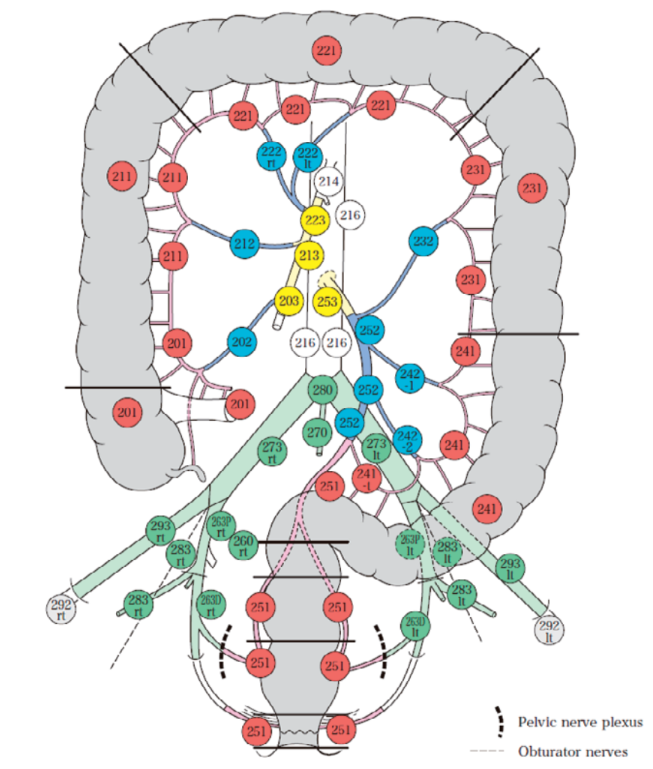 221
221
221
221
222
rt
222
lt
214
211
211
231
231
223
216
212
232
211
213
231
203
253
201
202
216
216
252
241
242
-1
280
252
201
201
252
270
273
rt
273
lt
242
-2
241
251
241
-1
241
293
rt
263P
rt
260
rt
283
rt
263P
lt
283
lt
293
lt
292
rt
283
rt
263D
rt
251
251
283
lt
263D
lt
292
lt
251
251
251
251
Pelvic nerve plexus
Obturator nerves